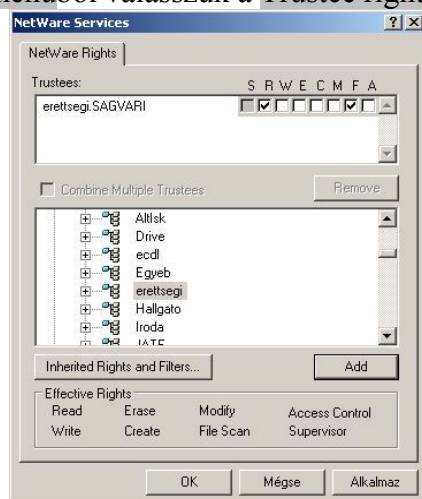 menüből válasszuk a Trustee right
NetWare Services
NetWare Rights
Trustees: S R W E C M F A
erettsegi.SAGVARI
Combine Multiple Trustees Remove
AltIsk
Drive
ecdl
Egyeb
erettsegi
Hallgato
Iroda
JATE
Inherited Rights and Filters... Add
Effective Rights
Read Erase Modify Access Control
Write Create File Scan Supervisor
OK Mégse Alkalmaz